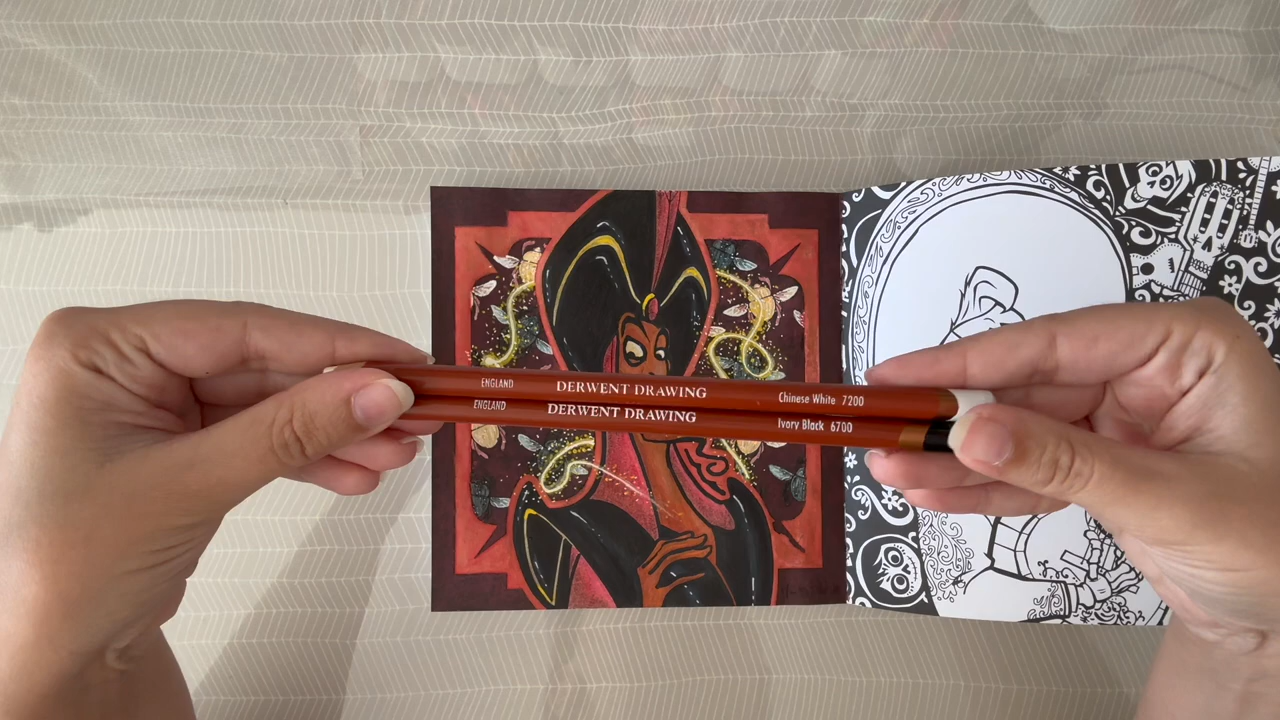 ENGLAND DERWENT DRAWING Chinese White 7200
ENGLAND DERWENT DRAWING Ivory Black 6700